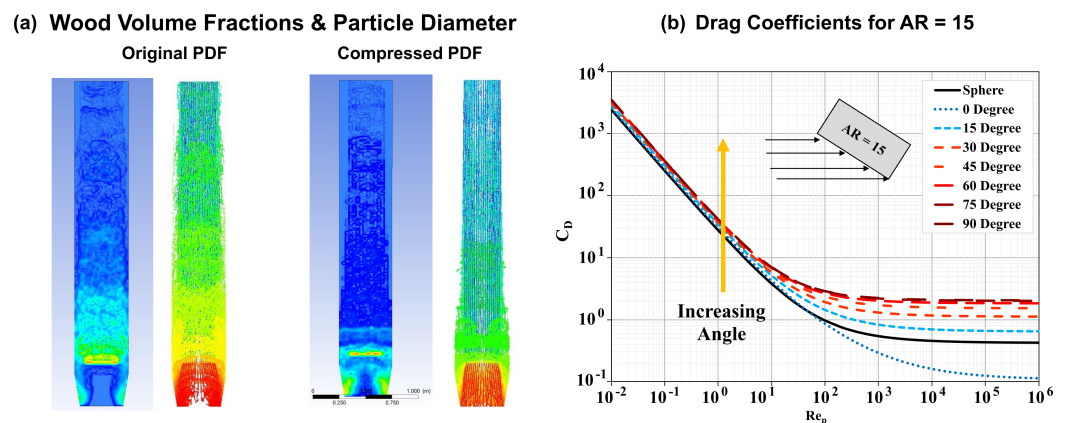 (a) Wood Volume Fractions & Particle Diameter
Original PDF
Compressed PDF
0
1.000 (m)
0.250
0.750
(b) Drag Coefficients for AR = 15
C_D
10^4
10^3
10^2
10^1
10^0
10^-1
Sphere
0 Degree
15 Degree
30 Degree
45 Degree
60 Degree
75 Degree
90 Degree
AR = 15
Increasing
Angle
10^-2
10^-1
10^0
10^1
10^2
10^3
10^4
10^5
10^6
Re_p